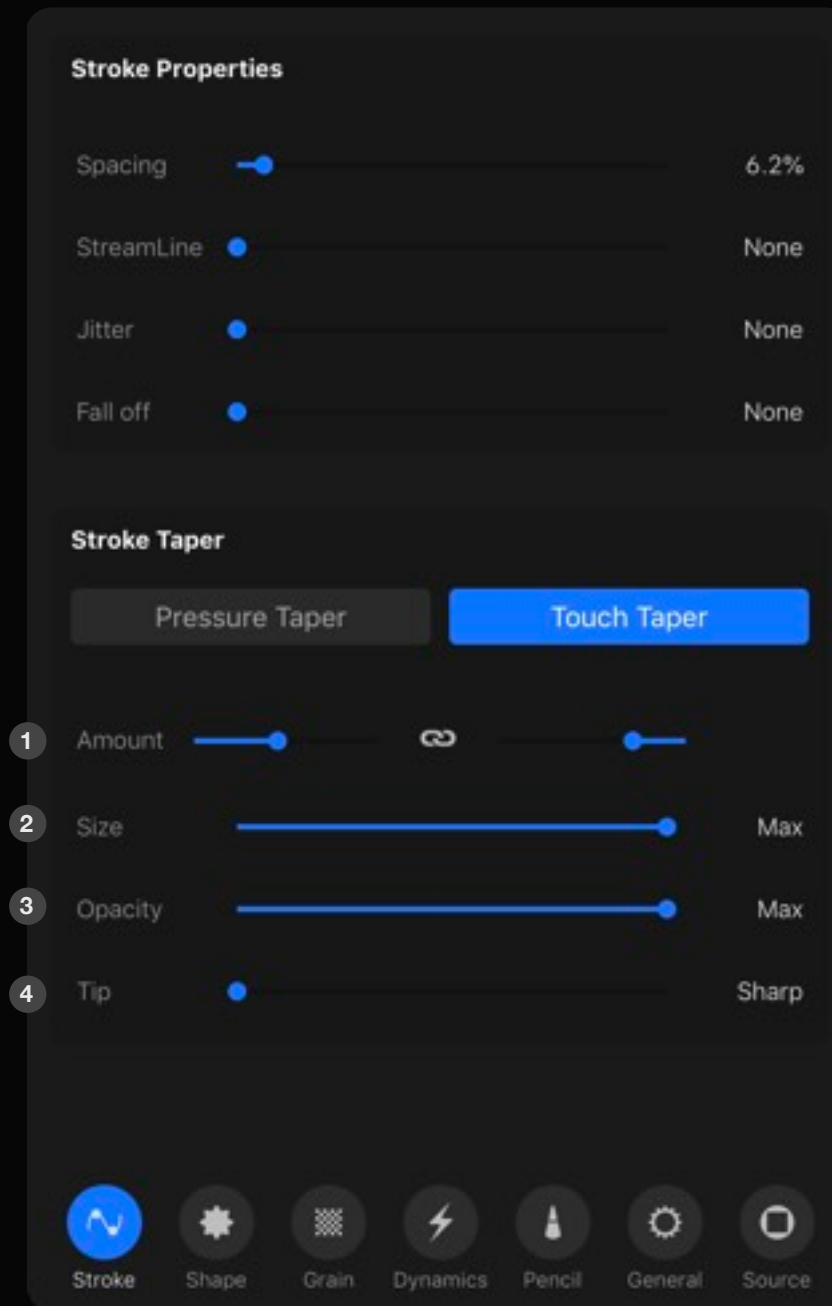 Stroke Properties
Spacing 6.2%
StreamLine None
Jitter None
Fall off None
Stroke Taper
Pressure Taper Touch Taper
1 Amount
2 Size Max
3 Opacity Max
4 Tip Sharp
Stroke Shape Grain Dynamics Pencil General Source